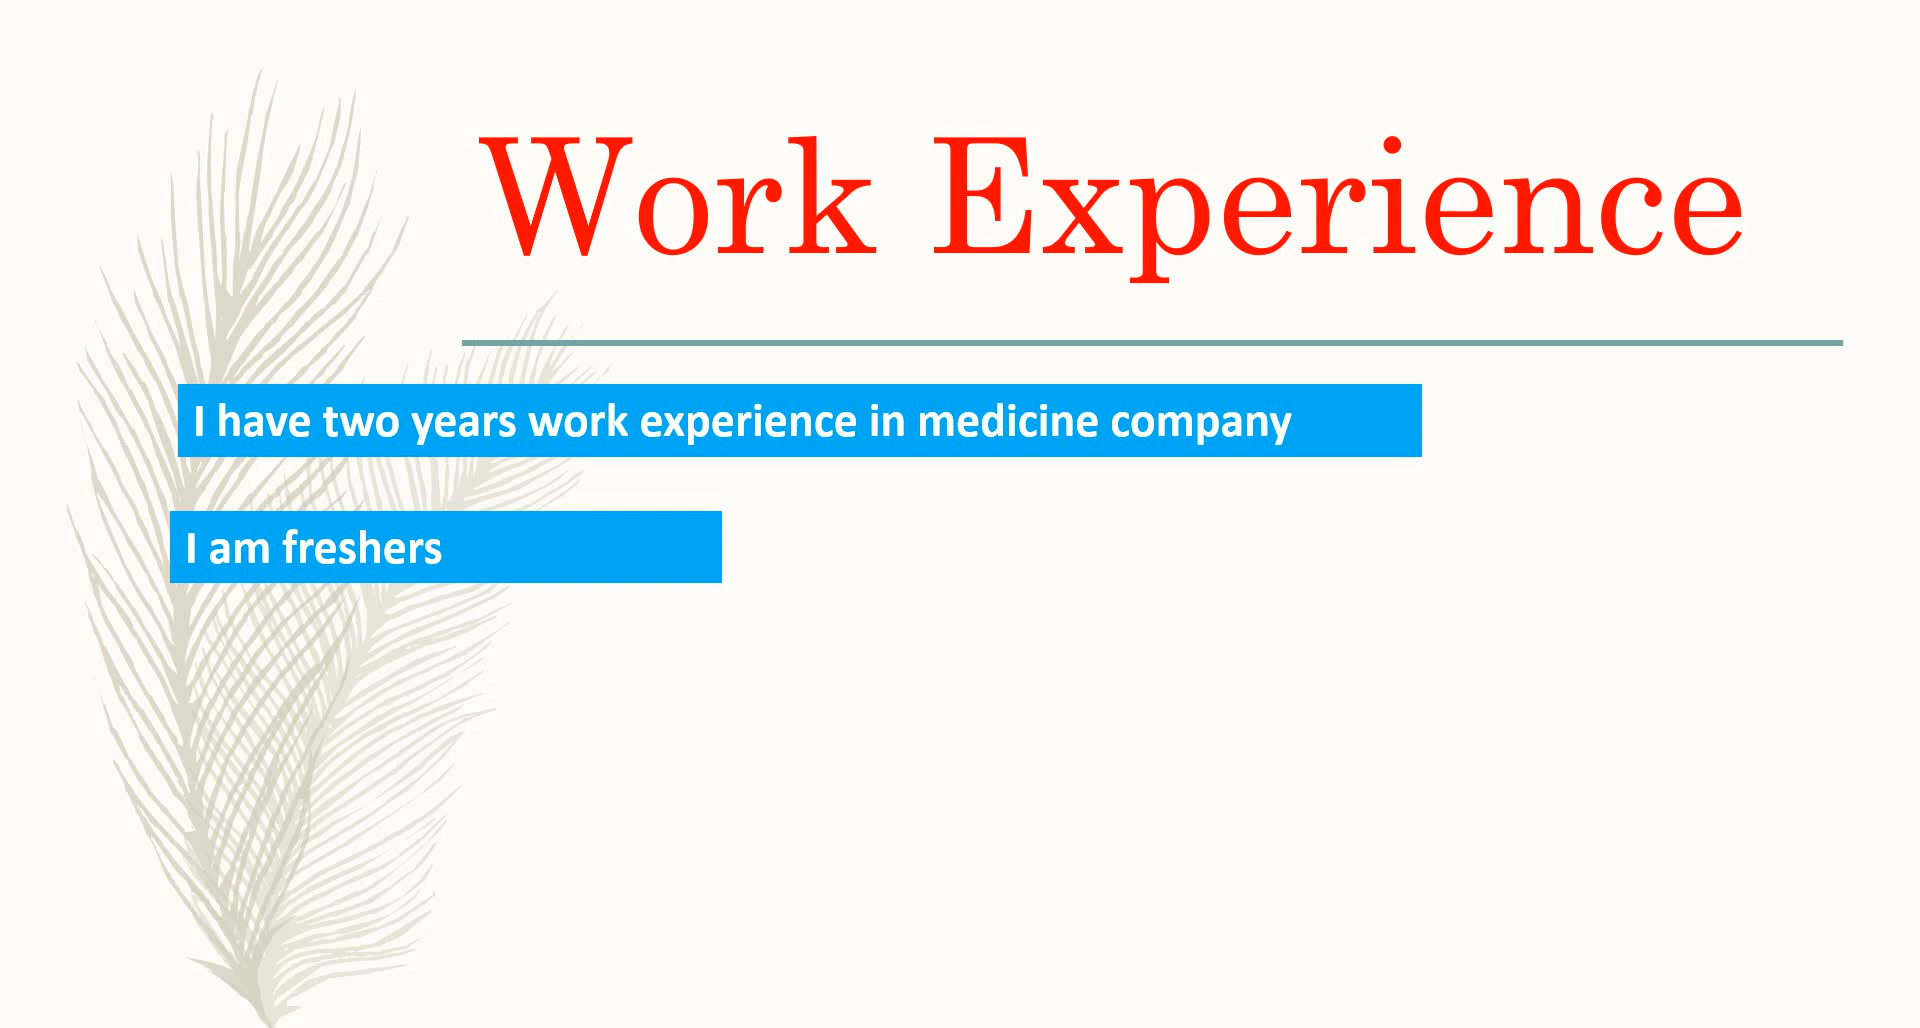 Work Experience
I have two years work experience in medicine company
I am freshers